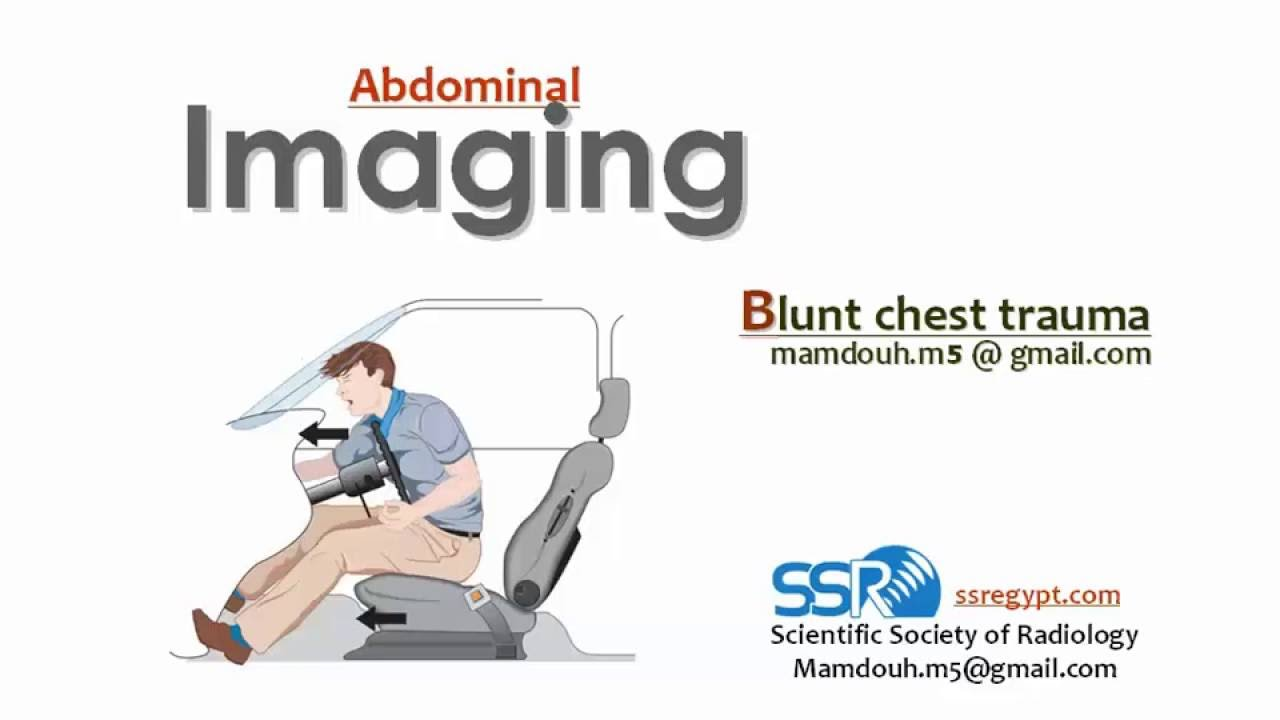 Abdominal
Imaging
Blunt chest trauma
mamdouh.m5 @ gmail.com
SSR
ssregypt.com
Scientific Society of Radiology
Mamdouh.m5@gmail.com